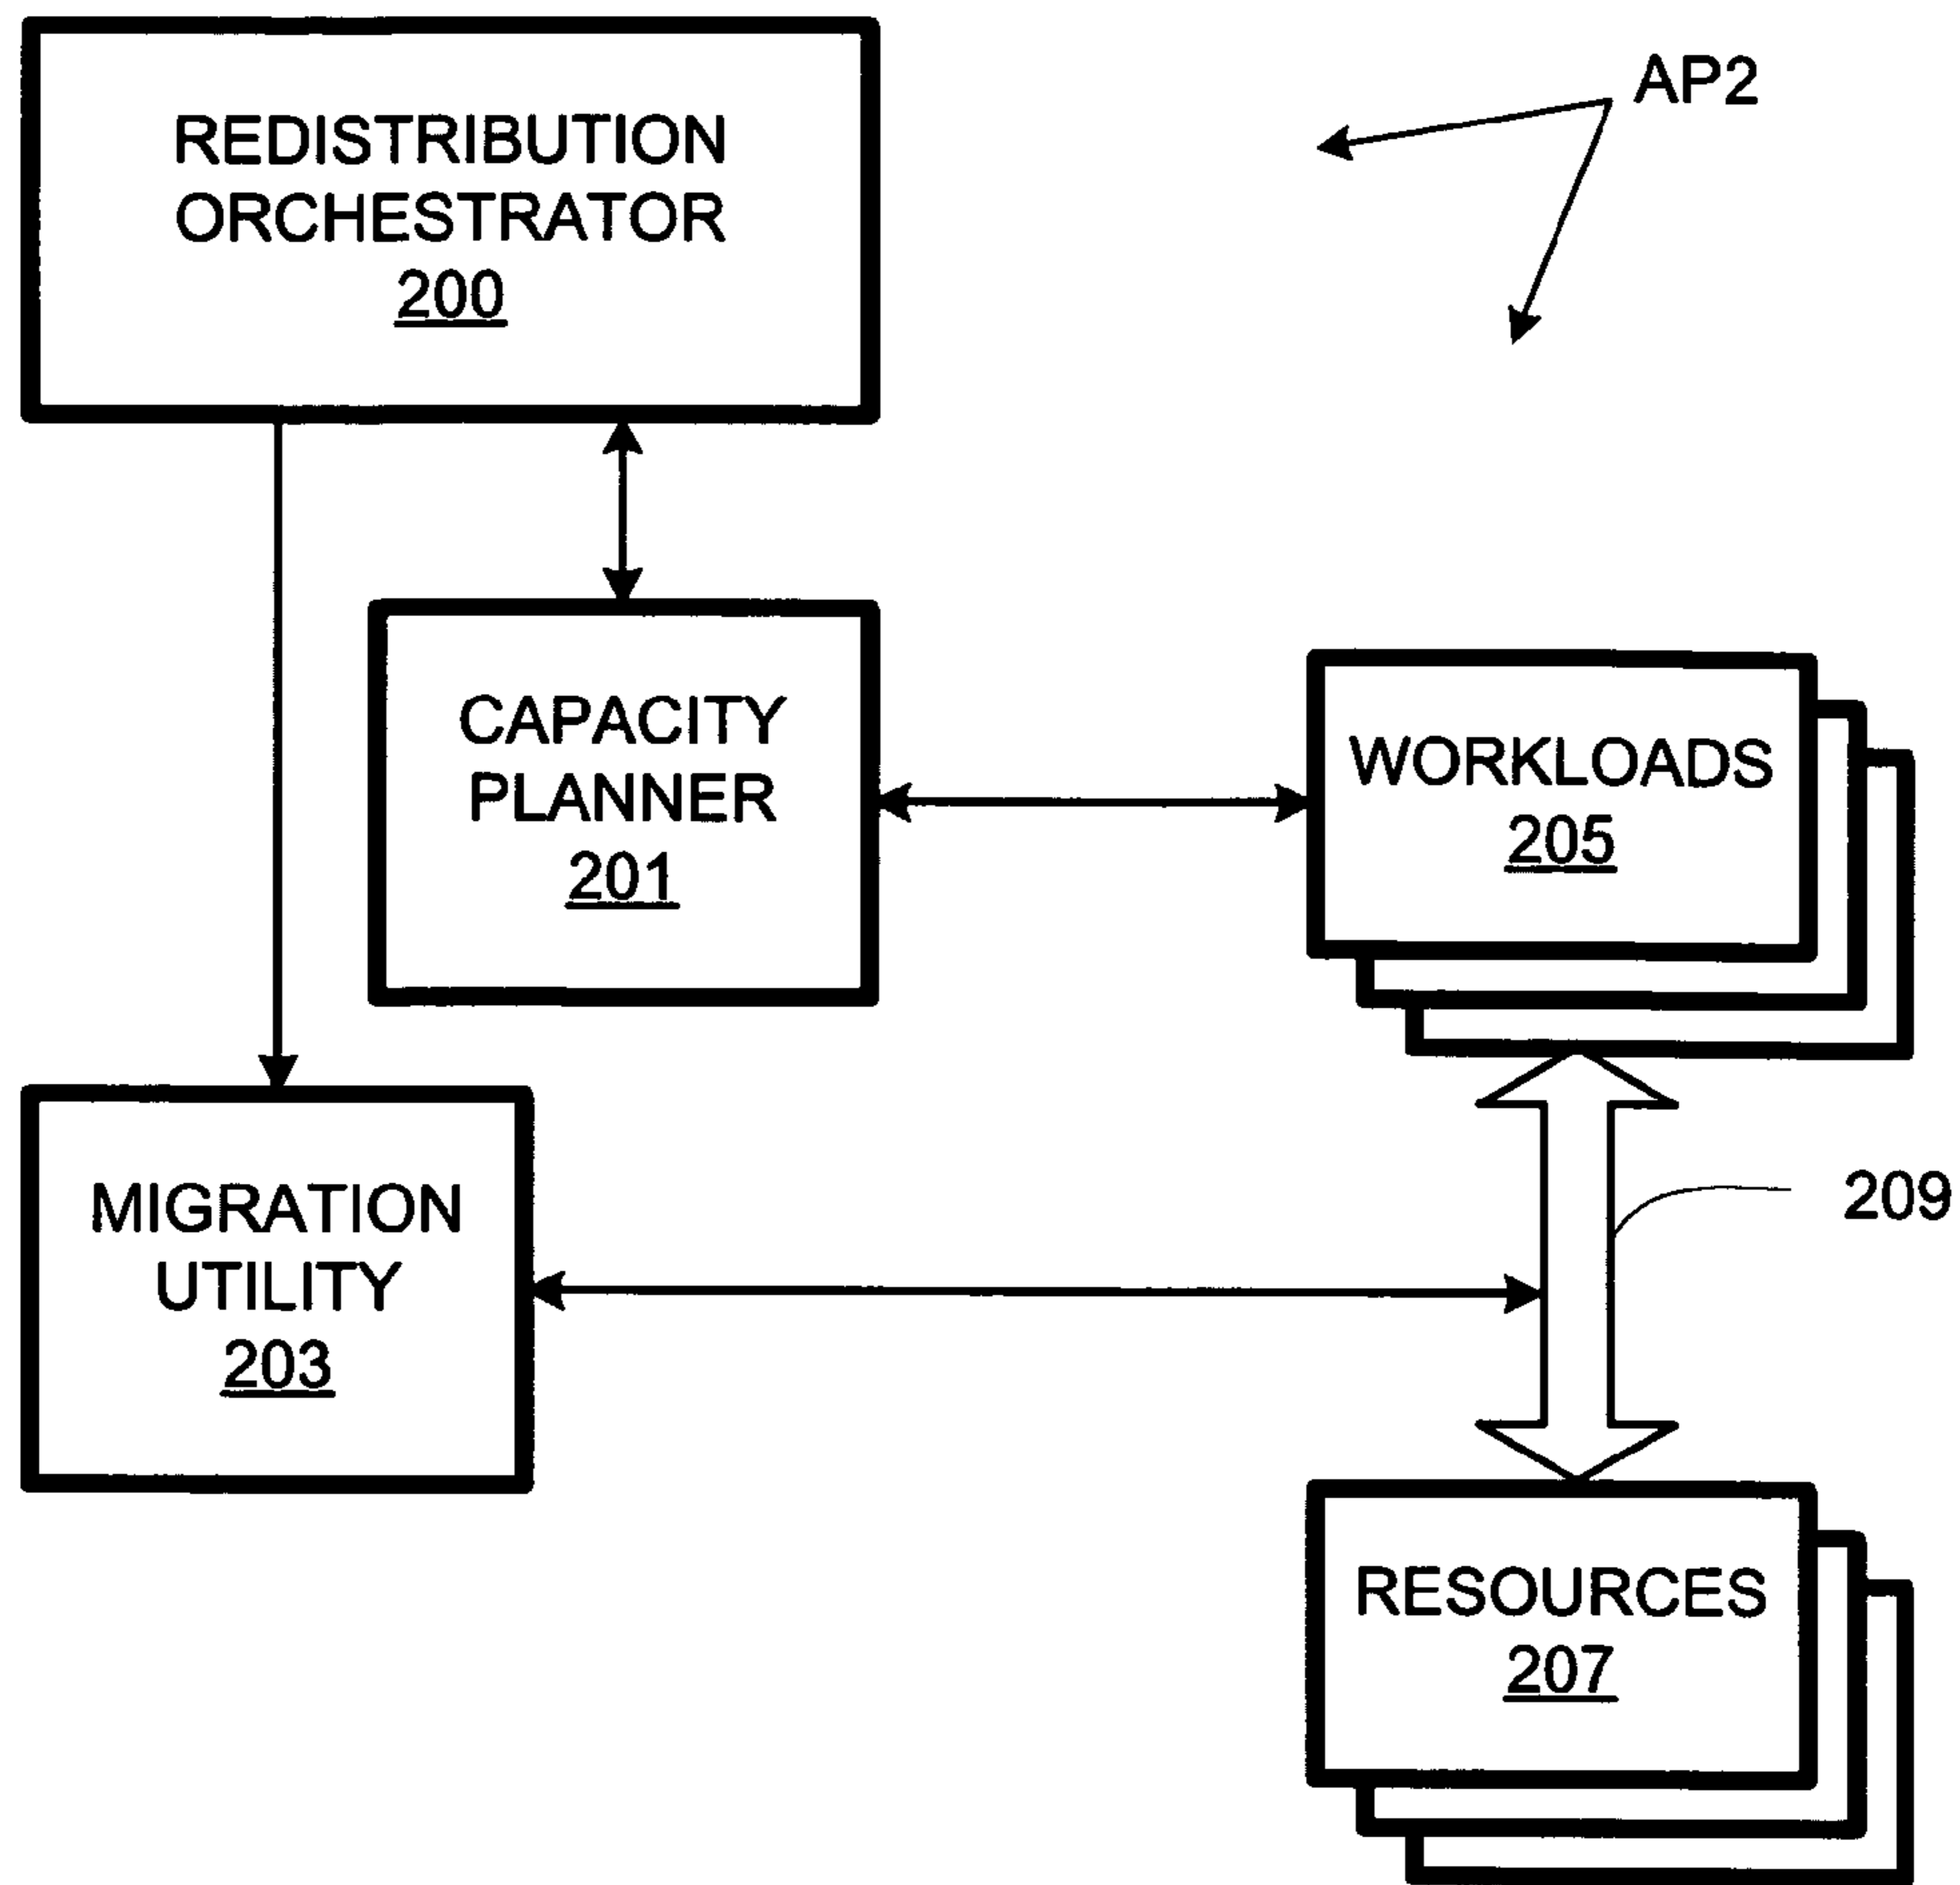 REDISTRIBUTION
ORCHESTRATOR
200
AP2
CAPACITY
PLANNER
201
WORKLOADS
205
MIGRATION
UTILITY
203
209
RESOURCES
207